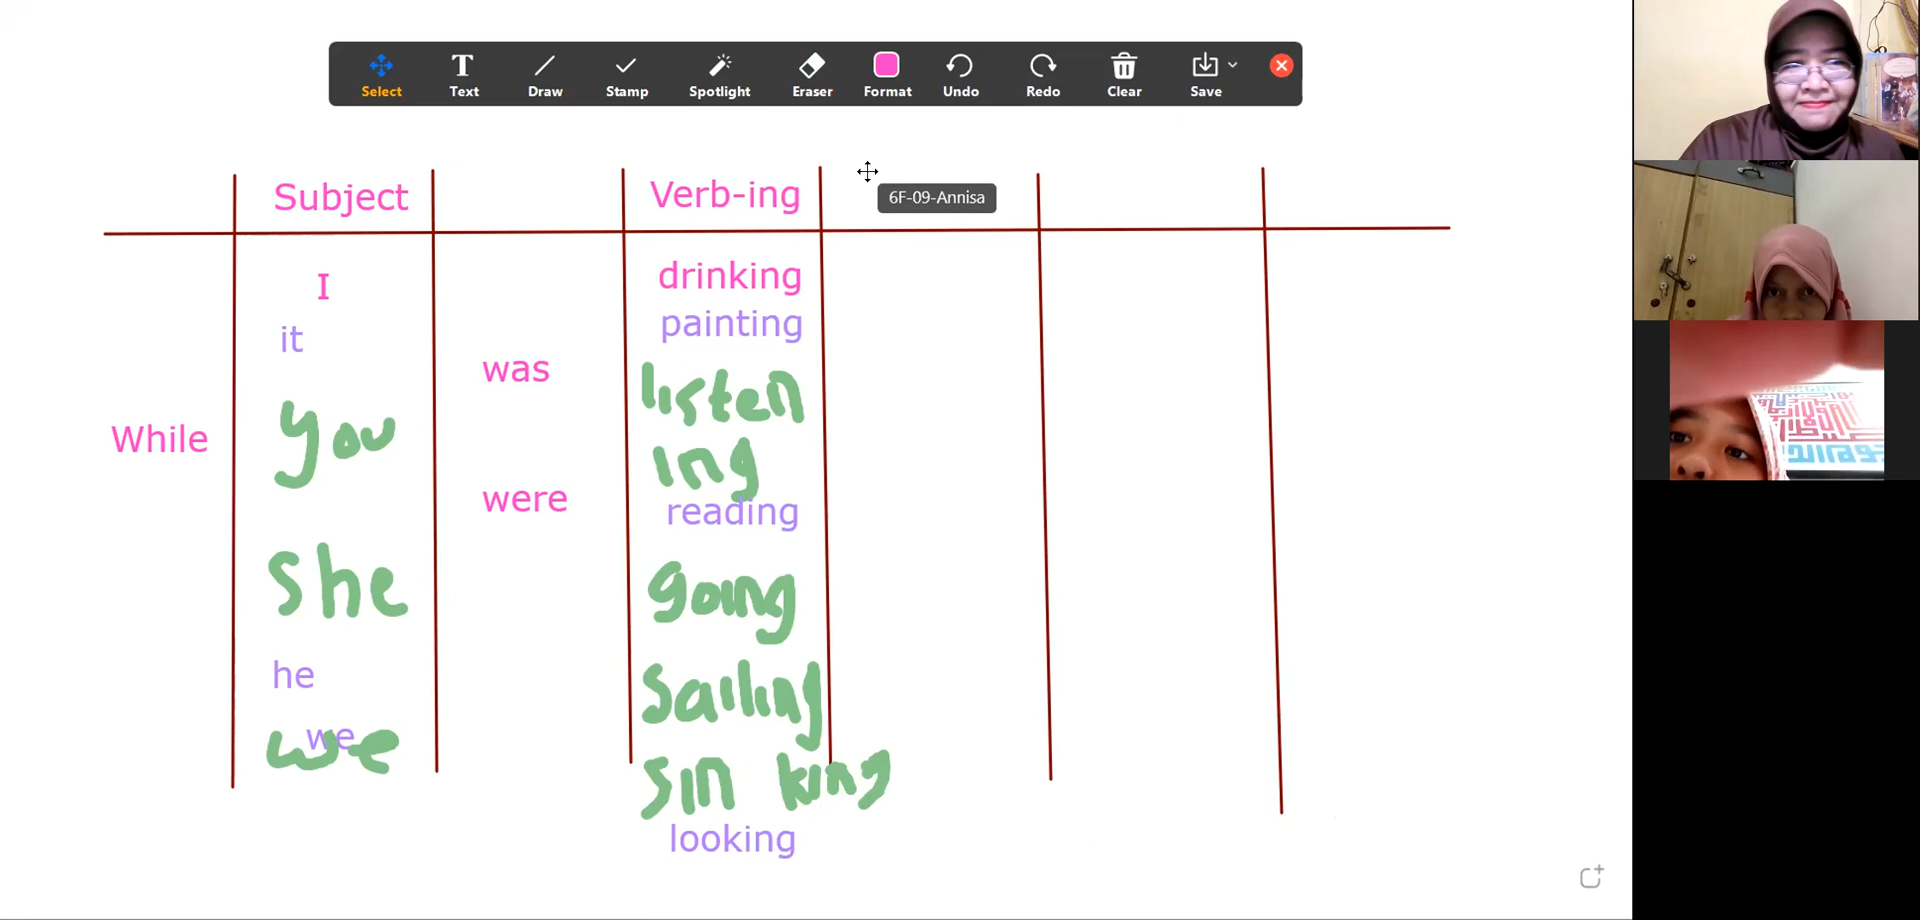 Select Text Draw Stamp Spotlight Eraser Format Undo Redo Clear Save
Subject Verb-ing
6F-09-Annisa
I drinking
it painting
was
you listen
While ing
were reading
she going
he sailing
we
we sin king
looking